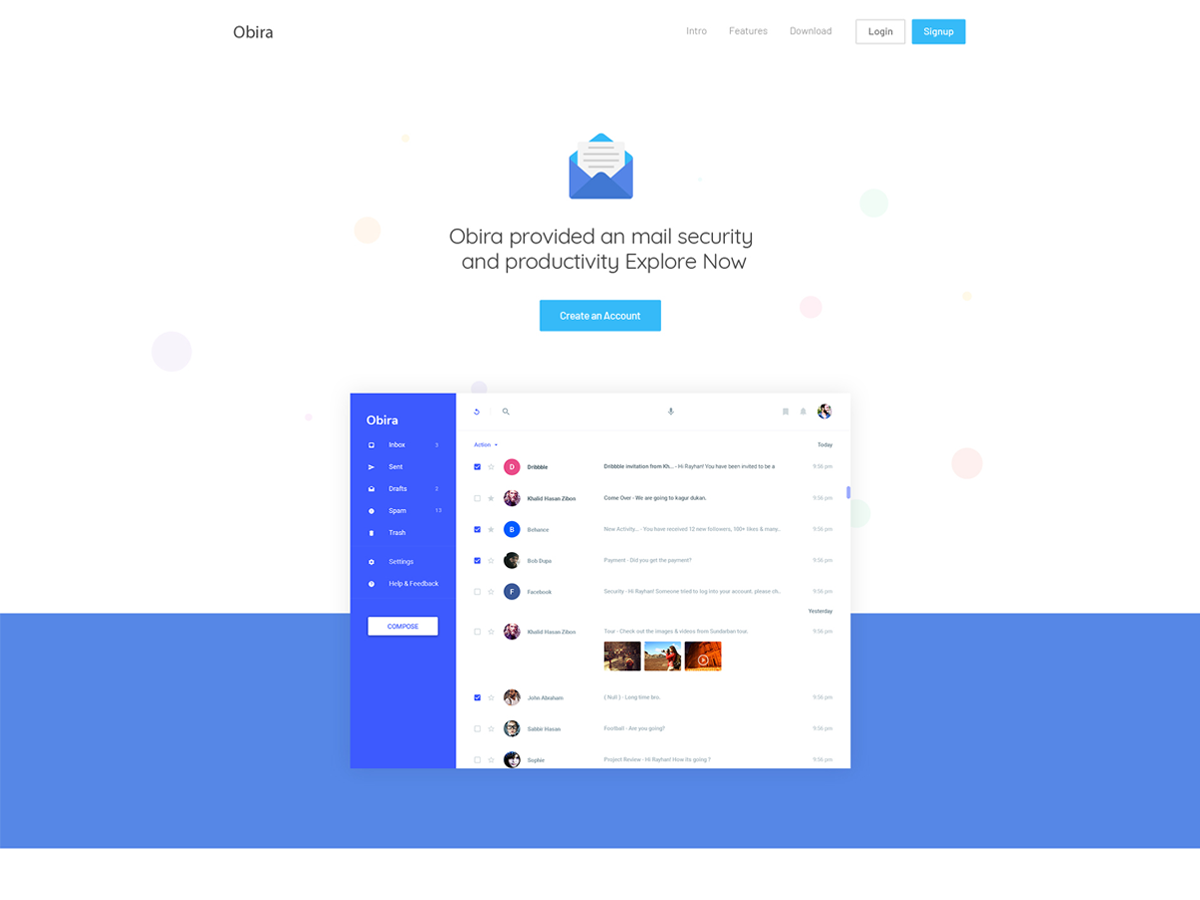 Obira
Intro Features Download Login Signup
Obira provided an mail security
and productivity Explore Now
Create an Account
Obira
Inbox 3
Sent
Drafts 2
Spam 13
Trash
Settings
Help & Feedback
COMPOSE
Action Today
D Dribbble Dribbble invitation from Kh... - Hi Rayhan! You have been invited to be a 9:56 pm
Khalid Hasan Zibon Come Over - We are going to kagur dukan. 9:56 pm
B Behance New Activity... - You have received 12 new followers, 100+ likes & many.. 9:56 pm
Bob Dupa Payment - Did you get the payment? 9:56 pm
F Facebook Security - Hi Rayhan! Someone tried to log into your account. please ch.. 9:56 pm
Yesterday
Khalid Hasan Zibon Tour - Check out the images & videos from Sundorban tour. 9:56 pm
John Abraham ( Null ) - Long time bro. 9:56 pm
Sabbir Hasan Football - Are you going? 9:56 pm
Sophie Project Review - Hi Rayhan! How its going ? 9:56 pm